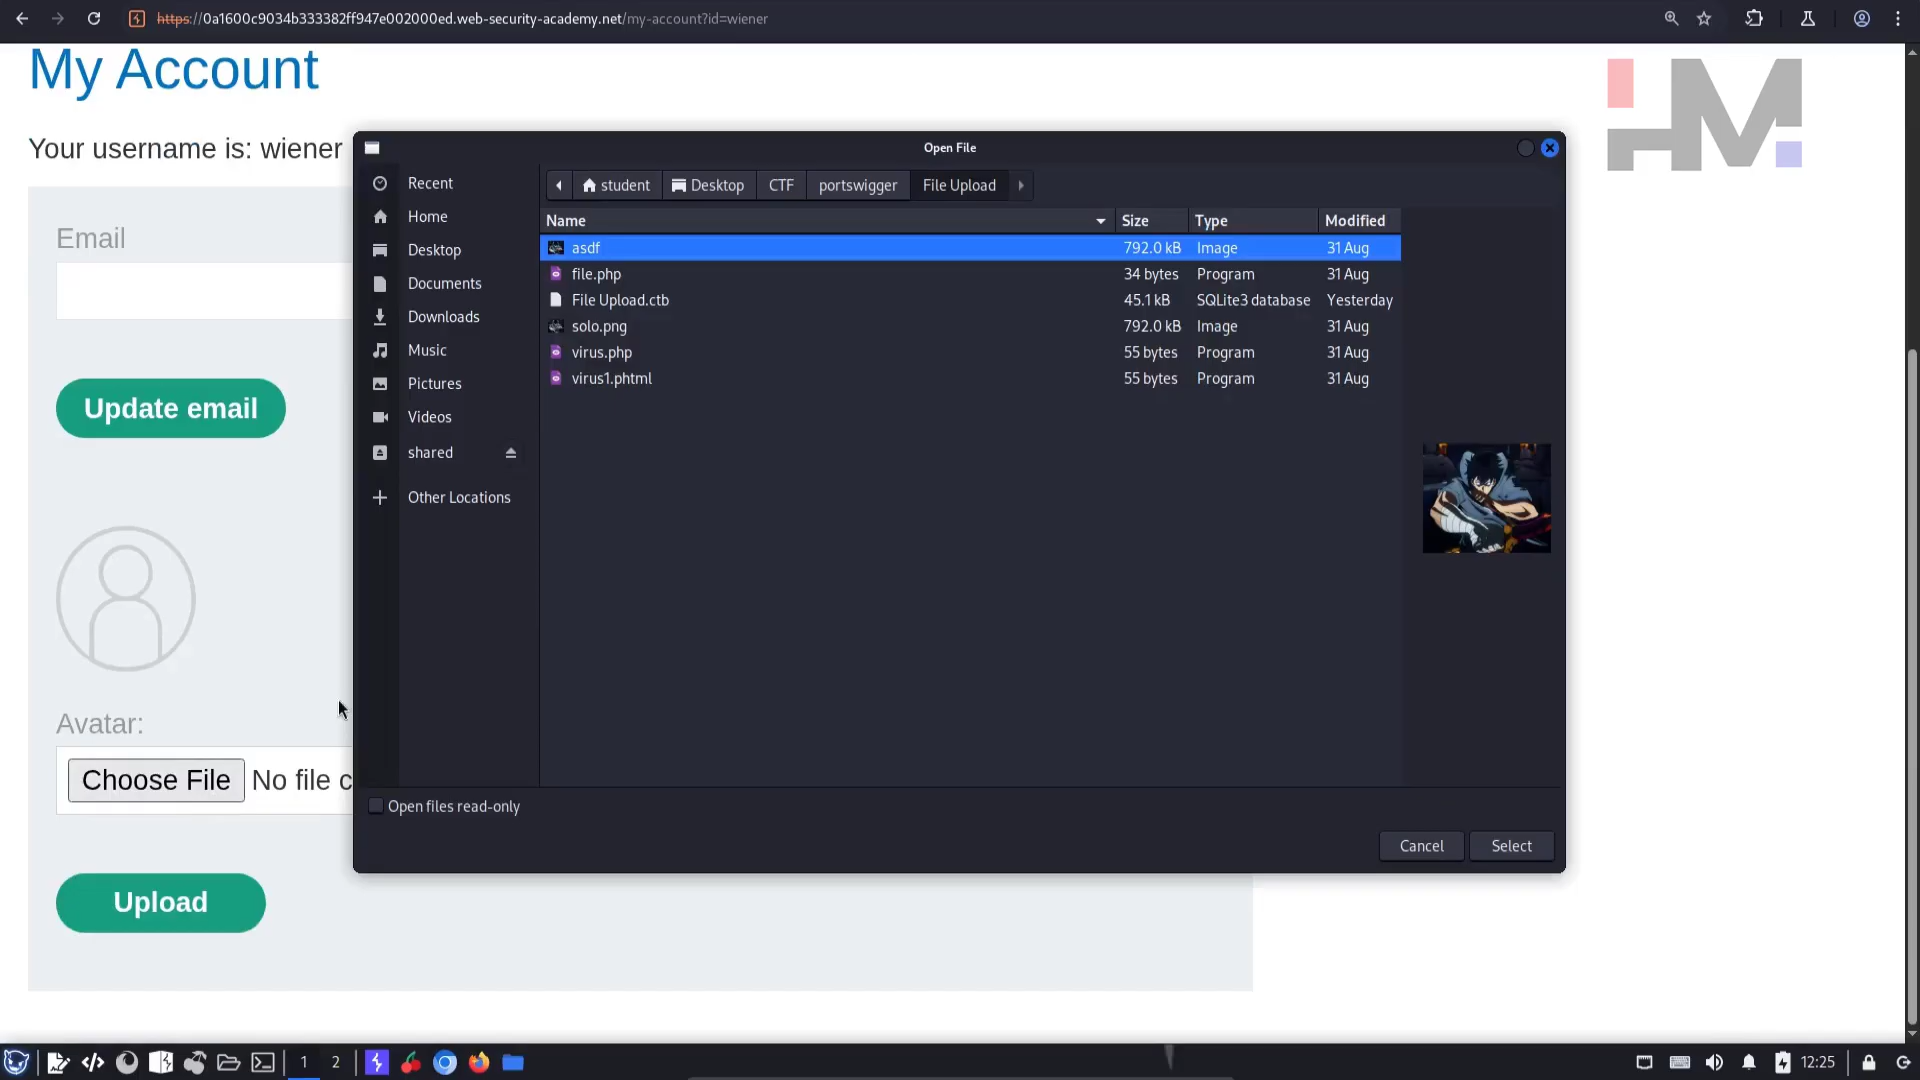 https://0a1600c9034b333382ff947e002000ed.web-security-academy.net/my-account?id=wiener
My Account
HM
Your username is: wiener
Email
Update email
Avatar:
Choose File No file c
Upload
Open File
Recent
Home
Desktop
Documents
Downloads
Music
Pictures
Videos
shared
Other Locations
student Desktop CTF portswigger File Upload
Name Size Type Modified
asdf 792.0 kB Image 31 Aug
file.php 34 bytes Program 31 Aug
File Upload.ctb 45.1 kB SQLite3 database Yesterday
solo.png 792.0 kB Image 31 Aug
virus.php 55 bytes Program 31 Aug
virus1.phtml 55 bytes Program 31 Aug
Open files read-only
Cancel Select
1 2 12:25